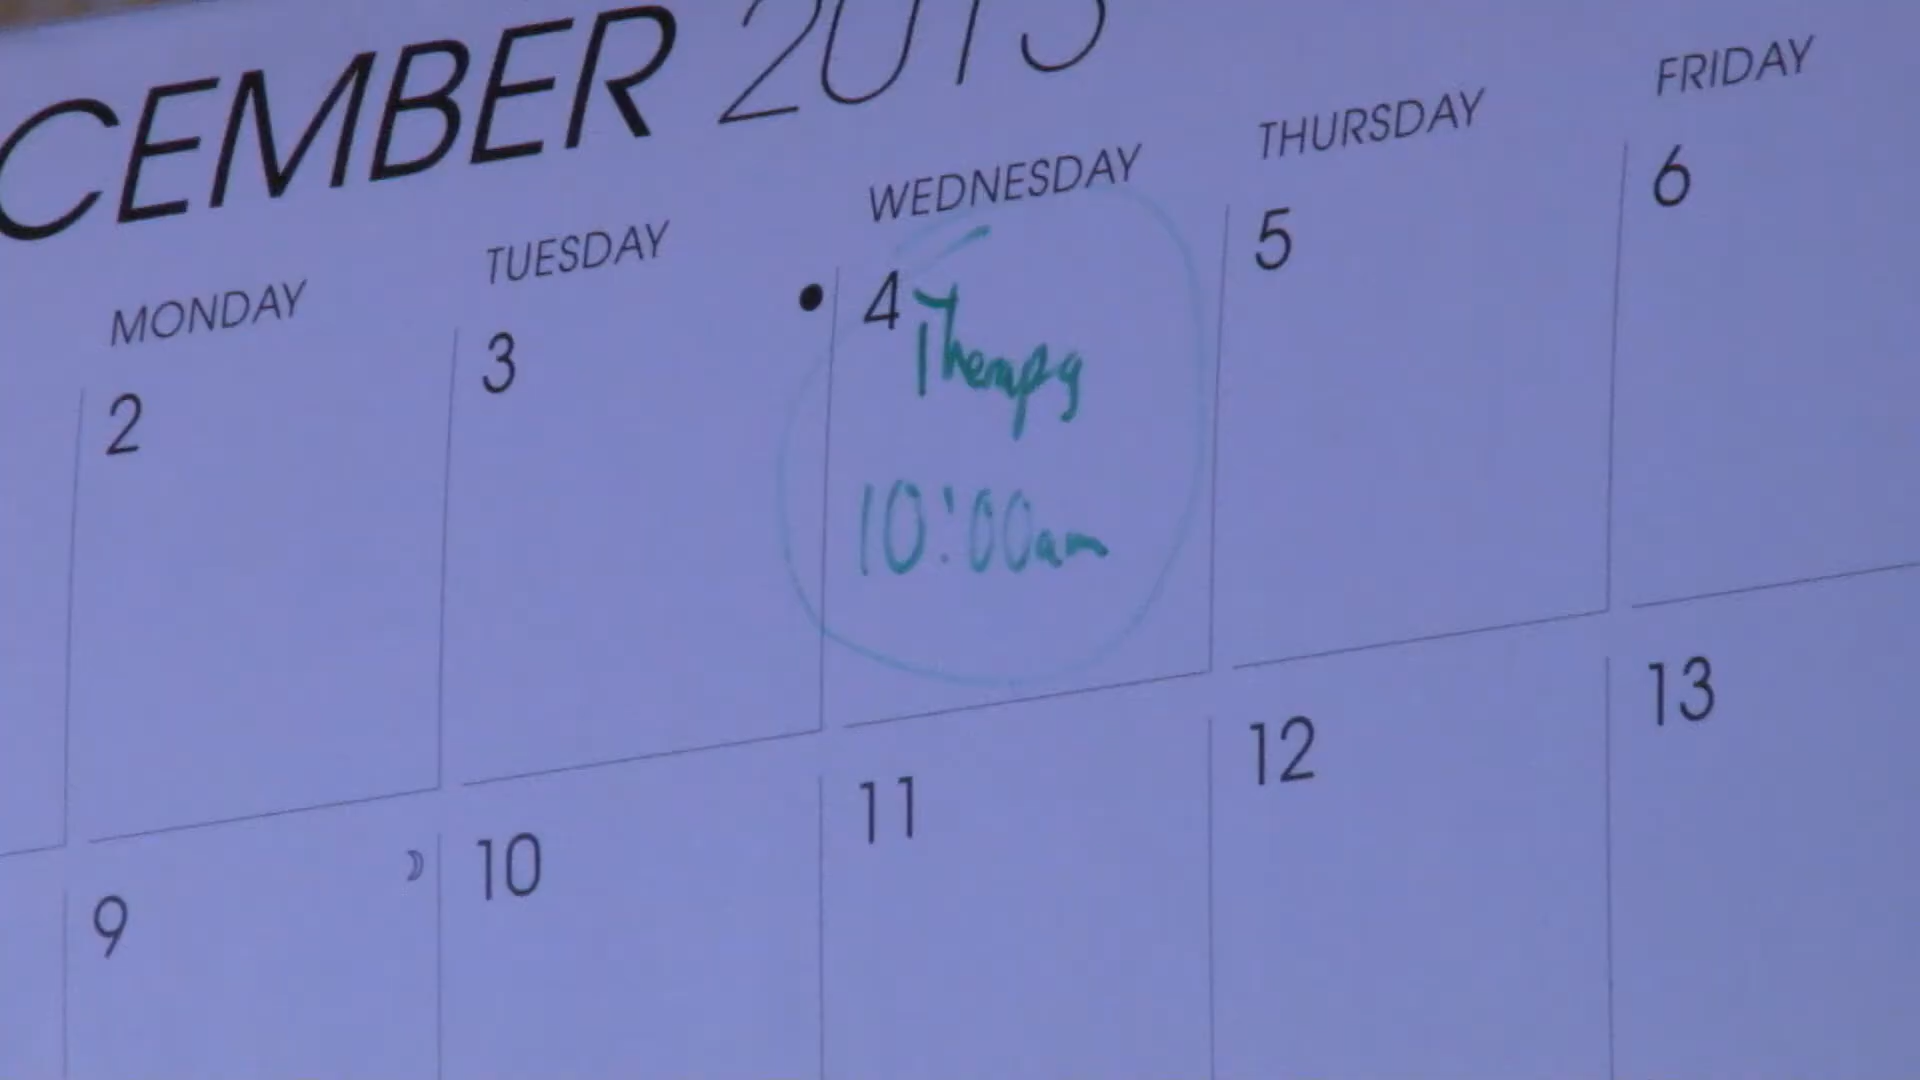 CEMBER 2013
MONDAY TUESDAY WEDNESDAY THURSDAY FRIDAY
2 3 4 5 6
Therapy
10:00am
9 10 11 12 13